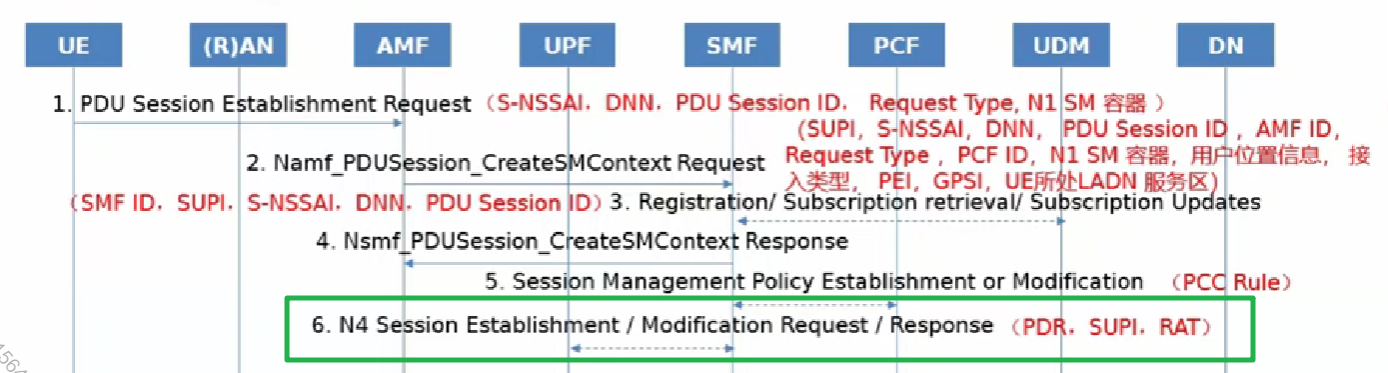 UE (R)AN AMF UPF SMF PCF UDM DN
1. PDU Session Establishment Request（S-NSSAI，DNN，PDU Session ID， Request Type, N1 SM 容器 ）
2. Namf_PDUSession_CreateSMContext Request
（SUPI，S-NSSAI，DNN， PDU Session ID ，AMF ID，
Request Type ，PCF ID，N1 SM 容器，用户位置信息， 接
入类型， PEI，GPSI，UE所处LADN 服务区)
（SMF ID，SUPI，S-NSSAI，DNN，PDU Session ID）3. Registration/ Subscription retrieval/ Subscription Updates
4. Nsmf_PDUSession_CreateSMContext Response
5. Session Management Policy Establishment or Modification （PCC Rule）
6. N4 Session Establishment / Modification Request / Response （PDR，SUPI，RAT）